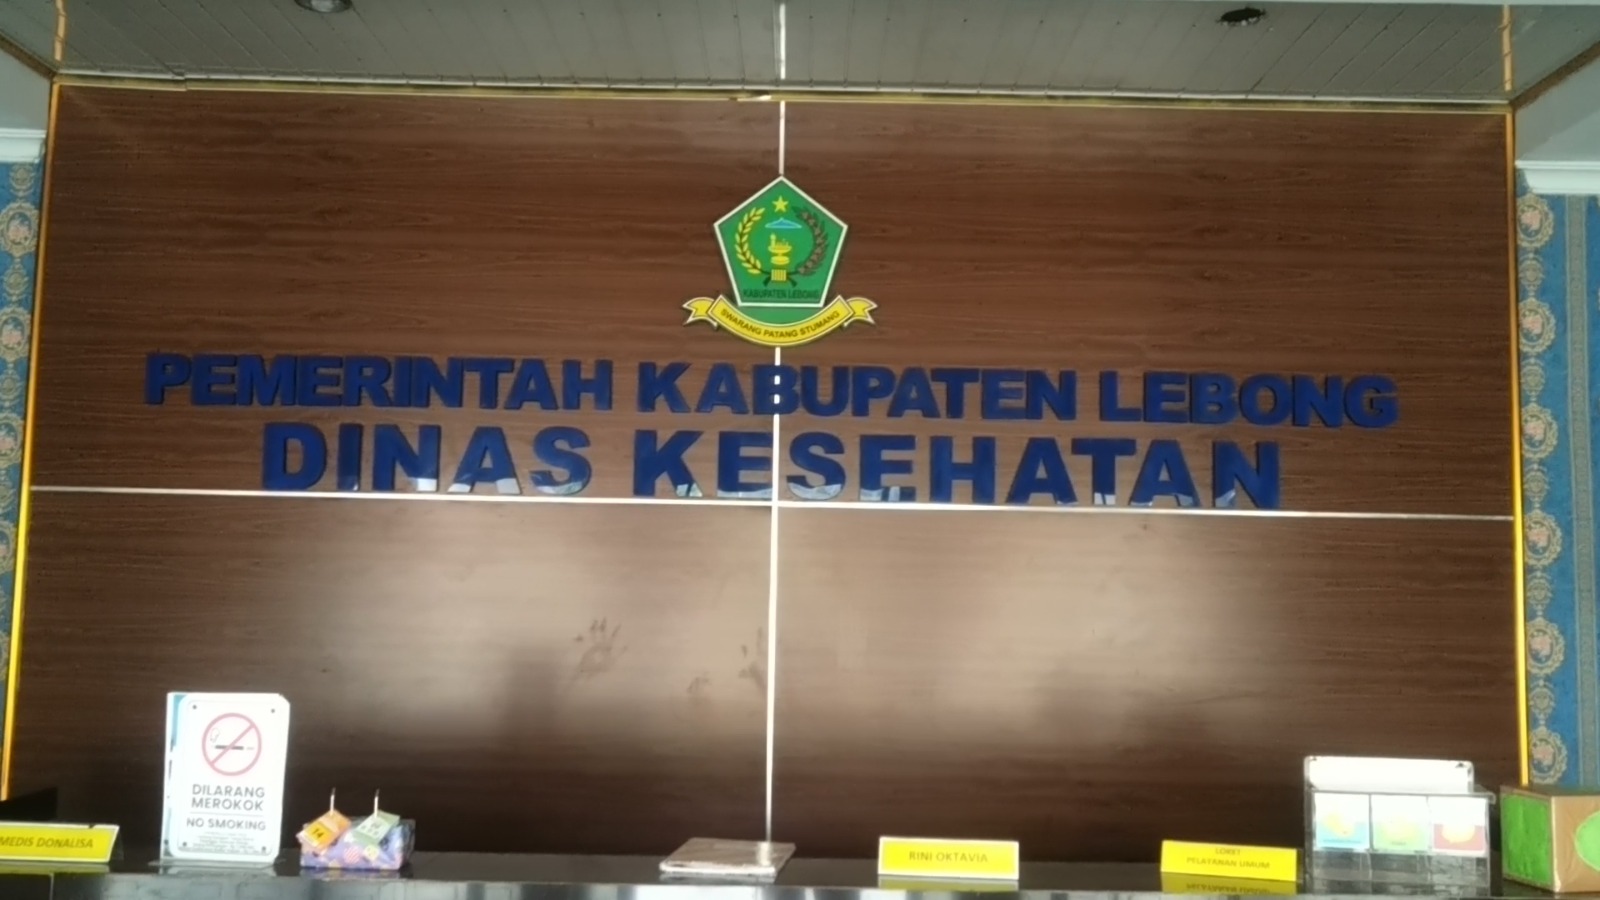 KABUPATEN LEBONG
SWARANG PATANG STUMANG
PEMERINTAH KABUPATEN LEBONG
DINAS KESEHATAN
DILARANG
MEROKOK
NO SMOKING
14
MEDIS DONALISA
RINI OKTAVIA
LOKET
PELAYANAN UMUM